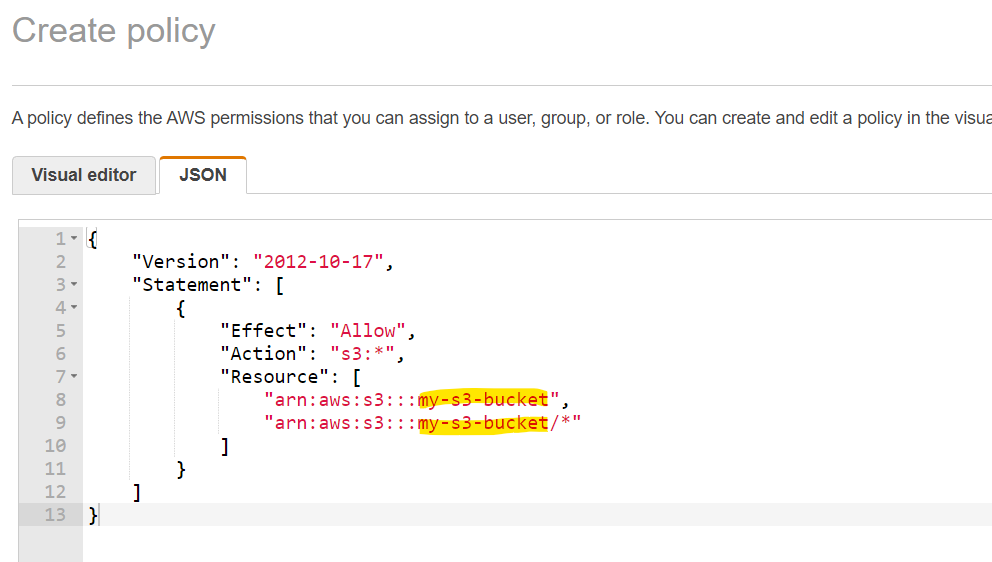 Create policy
A policy defines the AWS permissions that you can assign to a user, group, or role. You can create and edit a policy in the
Visual editor JSON
1 {
2 "Version": "2012-10-17",
3 "Statement": [
4 {
5 "Effect": "Allow",
6 "Action": "s3:*",
7 "Resource": [
8 "arn:aws:s3:::my-s3-bucket",
9 "arn:aws:s3:::my-s3-bucket/*"
10 ]
11 }
12 ]
13 }